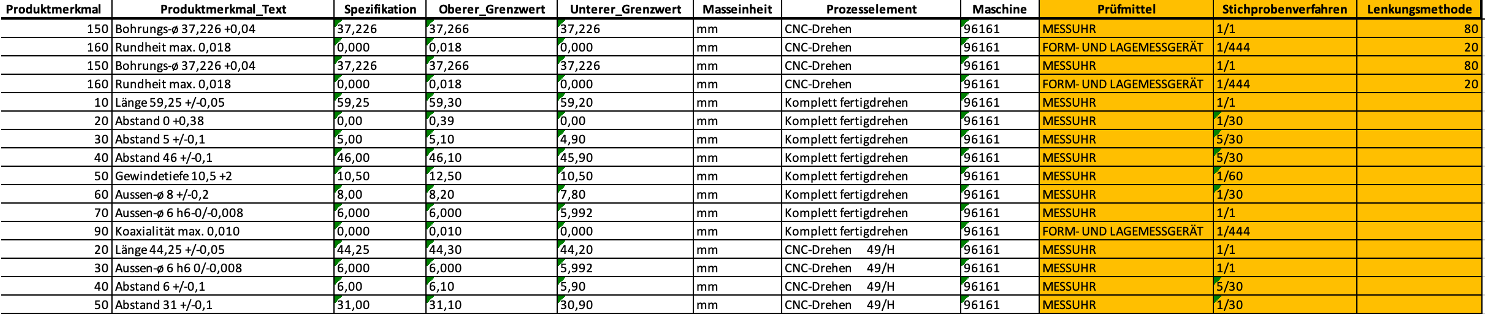 Produktmerkmal Produktmerkmal_Text Spezifikation Oberer_Grenzwert Unterer_Grenzwert Masseinheit Prozesselement Maschine Prüfmittel Stichprobenverfahren Lenkungsmethode
150 Bohrungs-ø 37,226 +0,04 37,226 37,266 37,226 mm CNC-Drehen 96161 MESSUHR 1/1 80
160 Rundheit max. 0,018 0,000 0,018 0,000 mm CNC-Drehen 96161 FORM- UND LAGEMESSGERÄT 1/444 20
150 Bohrungs-ø 37,226 +0,04 37,226 37,266 37,226 mm CNC-Drehen 96161 MESSUHR 1/1 80
160 Rundheit max. 0,018 0,000 0,018 0,000 mm CNC-Drehen 96161 FORM- UND LAGEMESSGERÄT 1/444 20
10 Länge 59,25 +/-0,05 59,25 59,30 59,20 mm Komplett fertigdrehen 96161 MESSUHR 1/1
20 Abstand 0 +0,38 0,00 0,39 0,00 mm Komplett fertigdrehen 96161 MESSUHR 1/30
30 Abstand 5 +/-0,1 5,00 5,10 4,90 mm Komplett fertigdrehen 96161 MESSUHR 5/30
40 Abstand 46 +/-0,1 46,00 46,10 45,90 mm Komplett fertigdrehen 96161 MESSUHR 5/30
50 Gewindetiefe 10,5 +2 10,50 12,50 10,50 mm Komplett fertigdrehen 96161 MESSUHR 1/60
60 Aussen-ø 8 +/-0,2 8,00 8,20 7,80 mm Komplett fertigdrehen 96161 MESSUHR 1/30
70 Aussen-ø 6 h6-0/-0,008 6,000 6,000 5,992 mm Komplett fertigdrehen 96161 MESSUHR 1/1
90 Koaxialität max. 0,010 0,000 0,010 0,000 mm Komplett fertigdrehen 96161 FORM- UND LAGEMESSGERÄT 1/444
20 Länge 44,25 +/-0,05 44,25 44,30 44,20 mm CNC-Drehen 49/H 96161 MESSUHR 1/1
30 Aussen-ø 6 h6 0/-0,008 6,000 6,000 5,992 mm CNC-Drehen 49/H 96161 MESSUHR 1/1
40 Abstand 6 +/-0,1 6,00 6,10 5,90 mm CNC-Drehen 49/H 96161 MESSUHR 5/30
50 Abstand 31 +/-0,1 31,00 31,10 30,90 mm CNC-Drehen 49/H 96161 MESSUHR 1/30